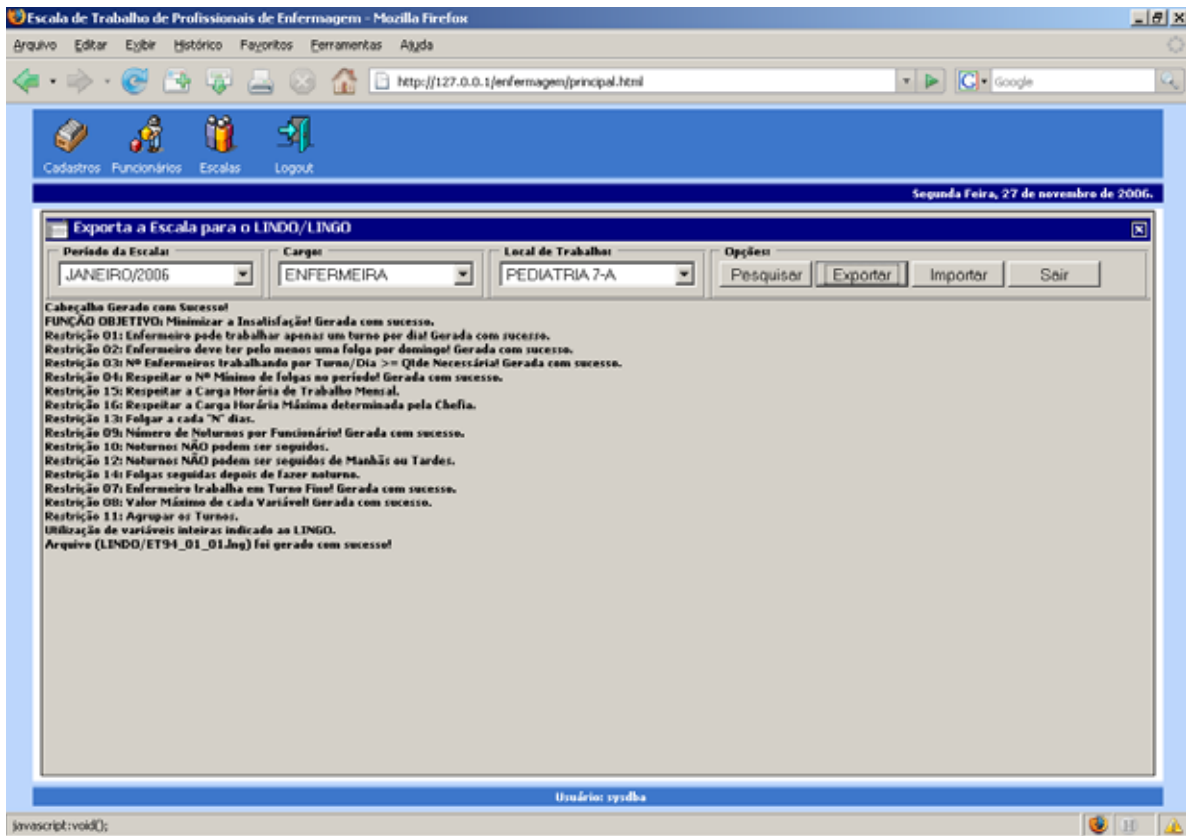 Escala de Trabalho de Profissionais de Enfermagem - Mozilla Firefox
Arquivo Editar Exibir Histórico Favoritos Ferramentas Ajuda
http://127.0.0.1/enfermagem/principal.html
Google
Cadastros Funcionários Escalas Logout
Segunda Feira, 27 de novembro de 2006.
Exporta a Escala para o LINDO/LINGO
Período da Escala: Cargo: Local de Trabalho: Opções:
JANEIRO/2006 ENFERMEIRA PEDIATRIA 7-A Pesquisar Exportar Importar Sair
Cabeçalho Gerado com Sucesso!
FUNÇÃO OBJETIVO: Minimizar a Insatisfação! Gerada com sucesso.
Restrição 01: Enfermeiro pode trabalhar apenas um turno por dia! Gerada com sucesso.
Restrição 02: Enfermeiro deve ter pelo menos uma folga por domingo! Gerada com sucesso.
Restrição 03: Nº Enfermeiros trabalhando por Turno/Dia >= Qtde Necessária! Gerada com sucesso.
Restrição 04: Respeitar o Nº Mínimo de folgas no período! Gerada com sucesso.
Restrição 15: Respeitar a Carga Horária de Trabalho Mensal.
Restrição 16: Respeitar a Carga Horária Máxima determinada pela Chefia.
Restrição 13: Folgar a cada "N" dias.
Restrição 09: Número de Noturnos por Funcionário! Gerada com sucesso.
Restrição 10: Noturnos NÃO podem ser seguidos.
Restrição 12: Noturnos NÃO podem ser seguidos de Manhãs ou Tardes.
Restrição 14: Folgas seguidas depois de fazer noturno.
Restrição 07: Enfermeiro trabalha em Turno Fixo! Gerada com sucesso.
Restrição 08: Valor Máximo de cada Variável! Gerada com sucesso.
Restrição 11: Agrupar os Turnos.
Utilização de variáveis inteiras indicado ao LINGO.
Arquivo (LINDO/ET94_01_01.lng) foi gerado com sucesso!
Usuário: sysdba
javascript:void();